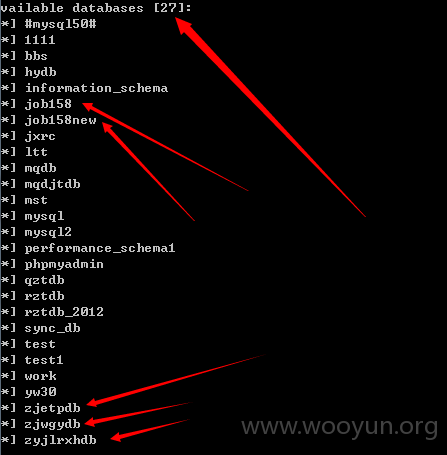 vailable databases [27]:
*] #mysql50#
*] 1111
*] bbs
*] hydb
*] information_schema
*] job158
*] job158new
*] jxrc
*] ltt
*] mqdb
*] mqdjtdb
*] mst
*] mysql
*] mysql2
*] performance_schema1
*] phpmyadmin
*] qztdb
*] rztdb
*] rztdb_2012
*] sync_db
*] test
*] test1
*] work
*] yw30
*] zjetpdb
*] zjwgydb
*] zyjlrxhdb
www.wooyun.org